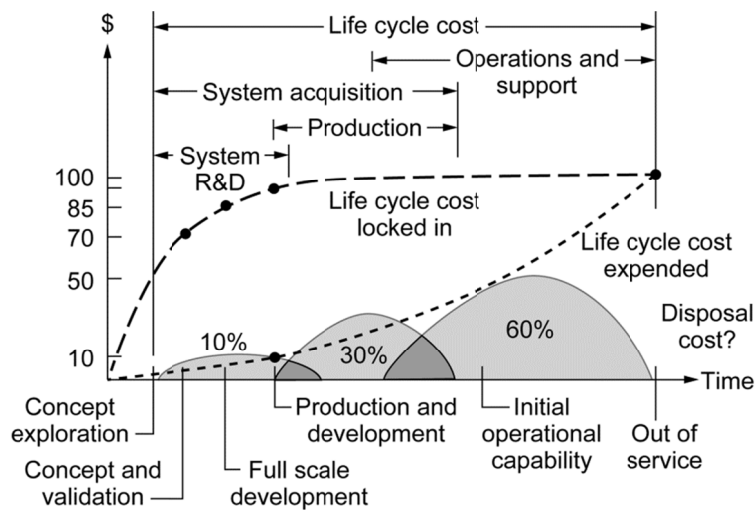 $
Life cycle cost
Operations and
support
System acquisition
Production
System
R&D
100
85
70
50
10
Life cycle cost
locked in
Life cycle cost
expended
Disposal
cost?
10%
30%
60%
Time
Concept
exploration
Concept and
validation
Full scale
development
Production and
development
Initial
operational
capability
Out of
service